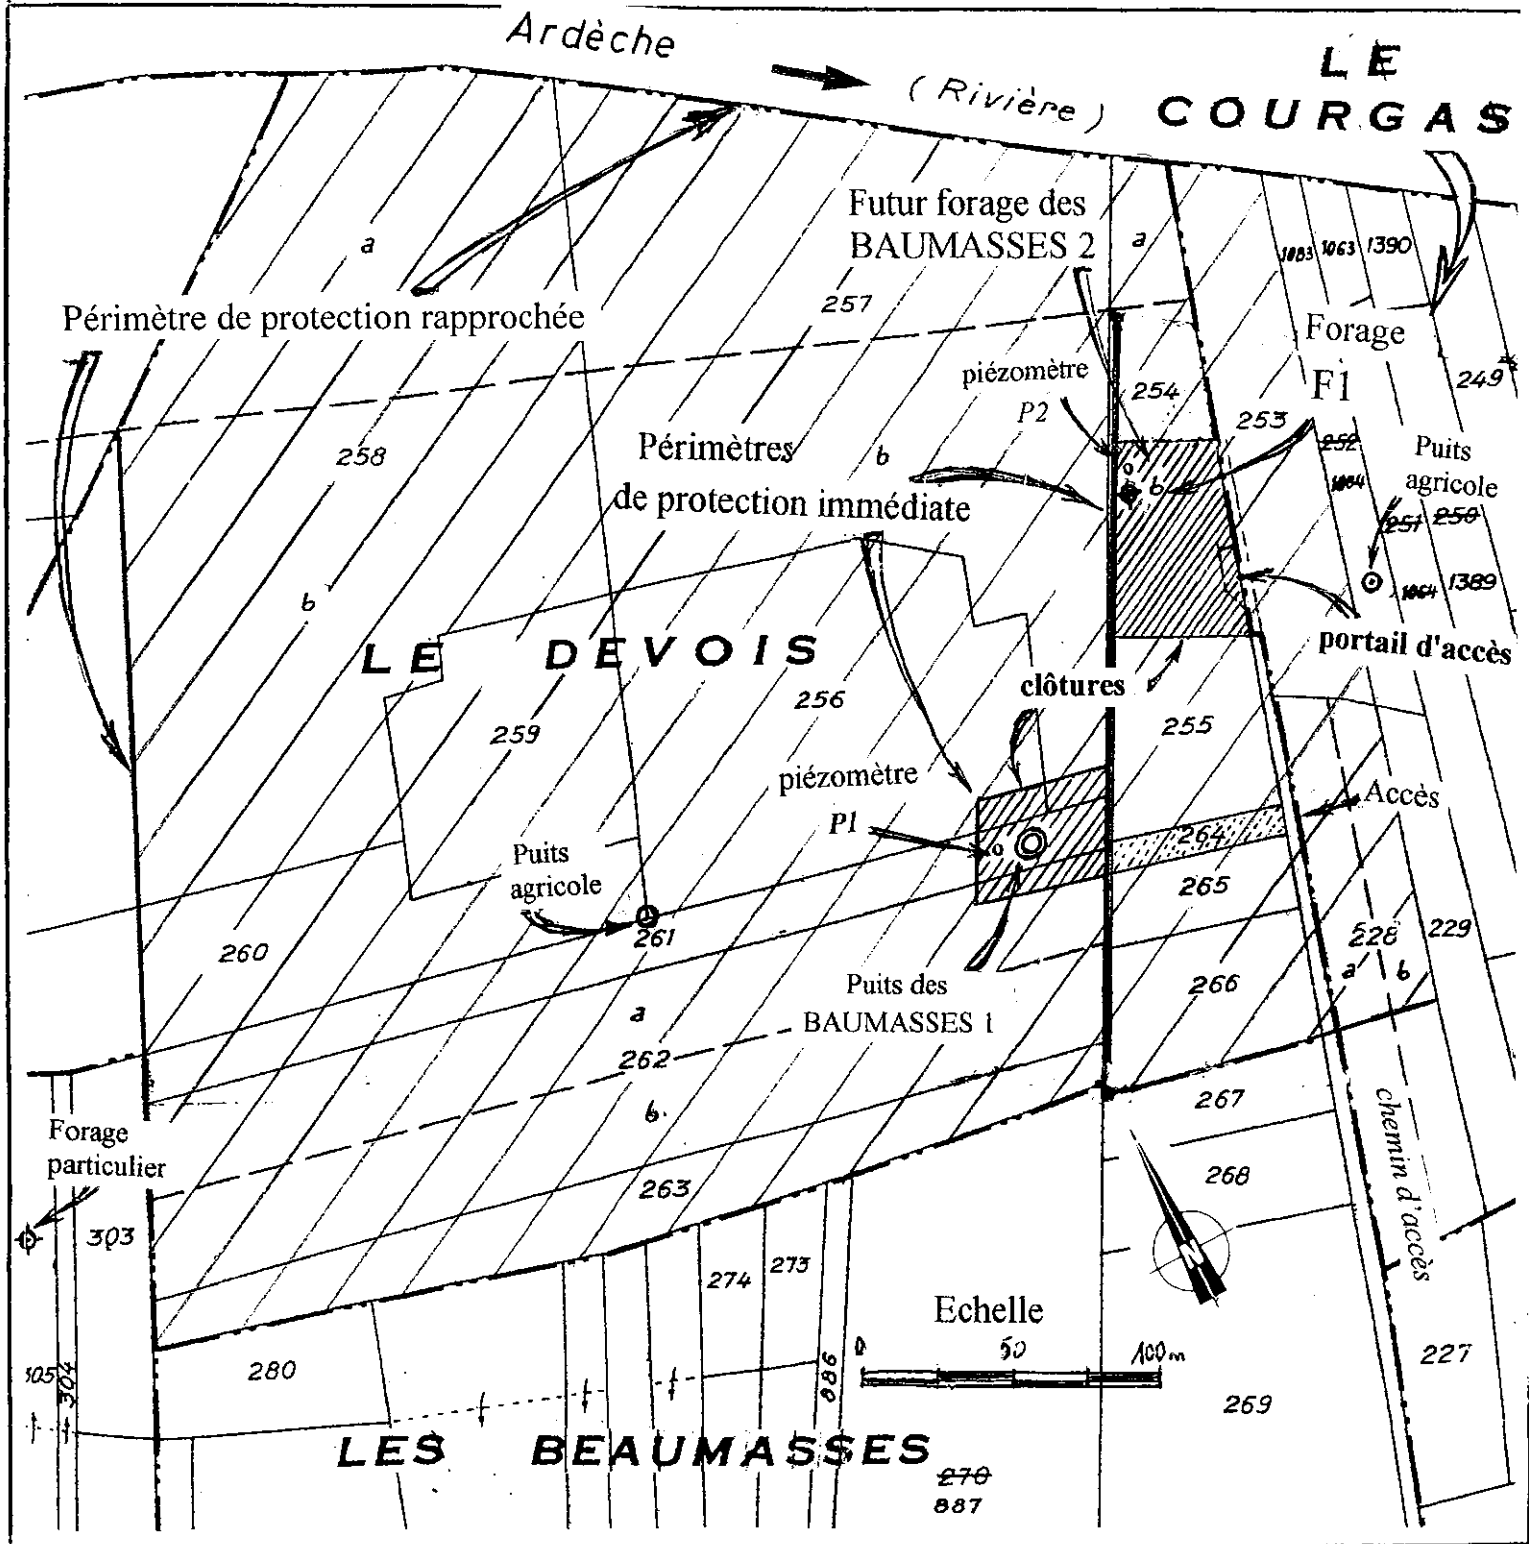 Ardèche
(Rivière)
LE
COURGAS
Futur forage des
BAUMASSES 2
a
a
1083 1063 1390
257
Périmètre de protection rapprochée
Forage
F1
piézomètre
P2
254
249
253
258
Périmètres
de protection immédiate
b
b
252
1084
Puits
agricole
251 250
1064 1389
b
LE DEVOIS
portail d'accès
clôtures
256
255
259
piézomètre
P1
Accès
264
Puits
agricole
265
261
260
228
229
a b
266
Puits des
BAUMASSES 1
a
262
b
267
Forage
particulier
chemin d'accès
268
263
303
N
274
273
Echelle
0 50 100m
305
304
280
886
227
269
LES BEAUMASSES
270
887